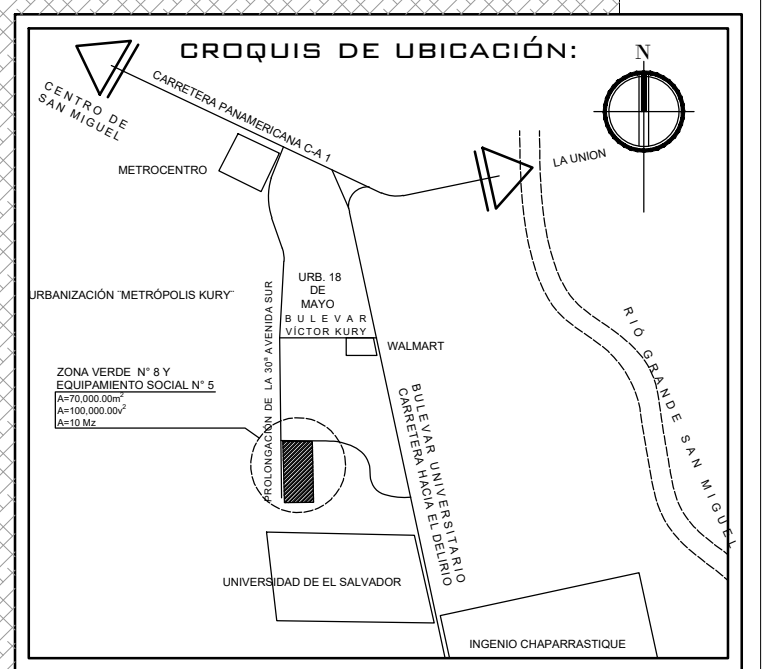 CROQUIS DE UBICACIÓN:
N
CENTRO DE
SAN MIGUEL
CARRETERA PANAMERICANA C-A 1
METROCENTRO
LA UNION
URBANIZACIÓN ¨METRÓPOLIS KURY¨
URB. 18
DE
MAYO
BULEVAR
VÍCTOR KURY
WALMART
PROLONGACIÓN DE LA 30ª AVENIDA SUR
RIÓ GRANDE SAN MIGUEL
ZONA VERDE N° 8 Y
EQUIPAMIENTO SOCIAL N° 5
A=70,000.00m²
A=100,000.00v²
A=10 Mz
BULEVAR UNIVERSITARIO
CARRETERA HACIA EL DELIRIO
UNIVERSIDAD DE EL SALVADOR
INGENIO CHAPARRASTIQUE